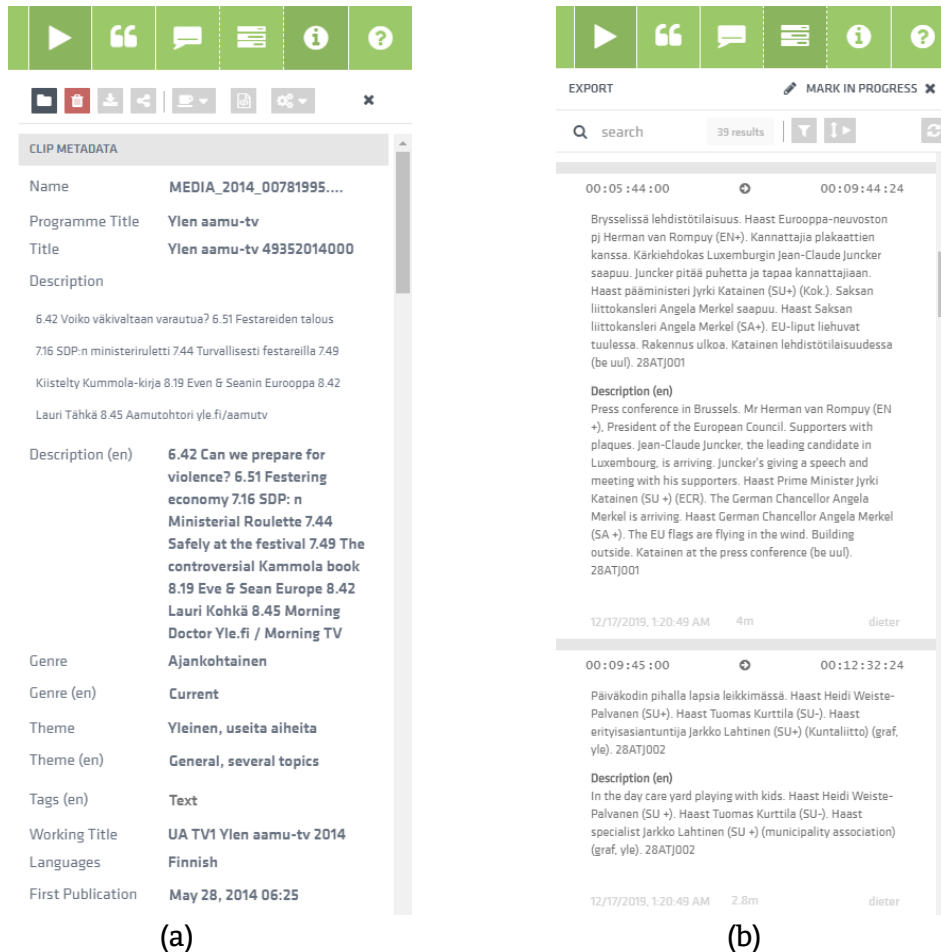 CLIP METADATA
Name MEDIA_2014_00781995....
Programme Title Ylen aamu-tv
Title Ylen aamu-tv 49352014000
Description
6.42 Voiko väkivaltaan varautua? 6.51 Festareiden talous
7.16 SDP:n ministeriruletti 7.44 Turvallisesti festareilla 7.49
Kiistelty Kummola-kirja 8.19 Even & Seanin Eurooppa 8.42
Lauri Tähkä 8.45 Aamutohtori yle.fi/aamutv
Description (en) 6.42 Can we prepare for
violence? 6.51 Festering
economy 7.16 SDP: n
Ministerial Roulette 7.44
Safely at the festival 7.49 The
controversial Kammola book
8.19 Eve & Sean Europe 8.42
Lauri Kohkä 8.45 Morning
Doctor Yle.fi / Morning TV
Genre Ajankohtainen
Genre (en) Current
Theme Yleinen, useita aiheita
Theme (en) General, several topics
Tags (en) Text
Working Title UA TV1 Ylen aamu-tv 2014
Languages Finnish
First Publication May 28, 2014 06:25
(a)
EXPORT MARK IN PROGRESS
search 39 results
00:05:44:00 00:09:44:24
Brysselissä lehdistötilaisuus. Haast Eurooppa-neuvoston
pj Herman van Rompuy (EN+). Kannattajia plakaattien
kanssa. Kärkiehdokas Luxemburgin Jean-Claude Juncker
saapuu. Juncker pitää puhetta ja tapaa kannattajiaan.
Haast pääministeri Jyrki Katainen (SU+) (Kok.). Saksan
liittokansleri Angela Merkel saapuu. Haast Saksan
liittokansleri Angela Merkel (SA+). EU-liput liehuvat
tuulessa. Rakennus ulkoa. Katainen lehdistötilaisuudessa
(be uul). 28ATJ001
Description (en)
Press conference in Brussels. Mr Herman van Rompuy (EN
+), President of the European Council. Supporters with
plaques. Jean-Claude Juncker, the leading candidate in
Luxembourg, is arriving. Juncker's giving a speech and
meeting with his supporters. Haast Prime Minister Jyrki
Katainen (SU +) (ECR). The German Chancellor Angela
Merkel is arriving. Haast German Chancellor Angela Merkel
(SA +). The EU flags are flying in the wind. Building
outside. Katainen at the press conference (be uul).
28ATJ001
12/17/2019, 1:20:49 AM 4m dieter
00:09:45:00 00:12:32:24
Päiväkodin pihalla lapsia leikkimässä. Haast Heidi Weiste-
Palvanen (SU+). Haast Tuomas Kurttila (SU-). Haast
erityisasiantuntija Jarkko Lahtinen (SU+) (Kuntaliitto) (graf,
yle). 28ATJ002
Description (en)
In the day care yard playing with kids. Haast Heidi Weiste-
Palvanen (SU +). Haast Tuomas Kurttila (SU-). Haast
specialist Jarkko Lahtinen (SU +) (municipality association)
(graf, yle). 28ATJ002
12/17/2019, 1:20:49 AM 2.8m dieter
(b)